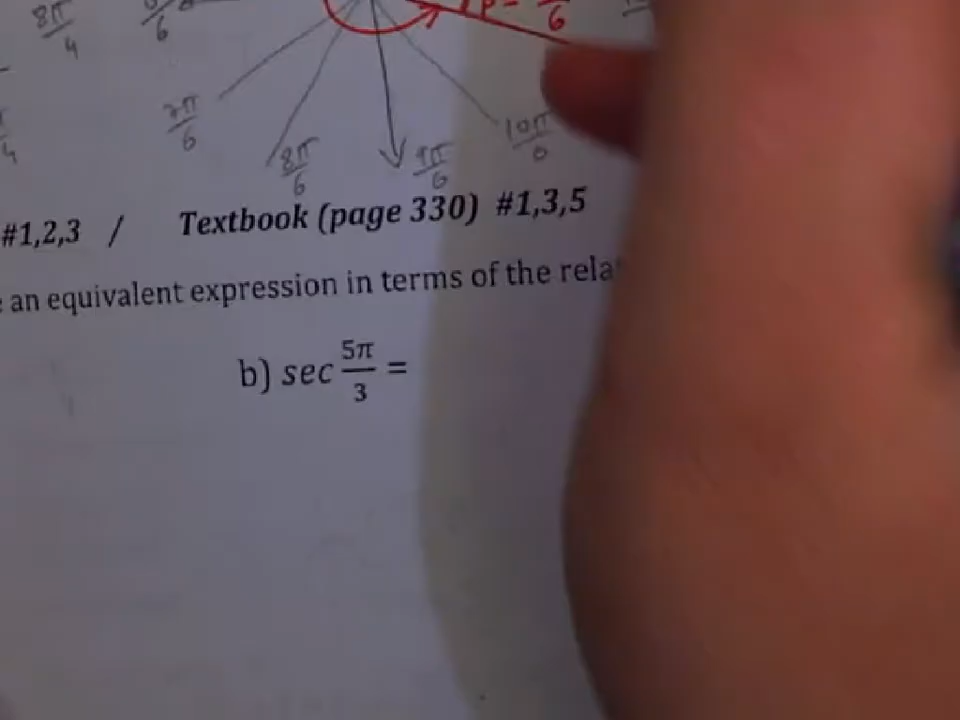 8π/4
7π/6
8π/6
9π/6
10π/6
#1,2,3 / Textbook (page 330) #1,3,5
an equivalent expression in terms of the
b) sec 5π/3 =